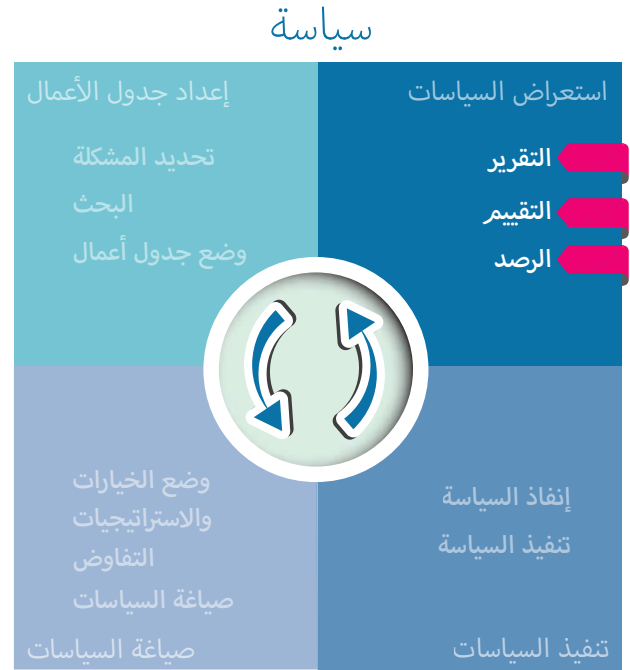 سياسة
استعراض السياسات
التقرير
التقييم
الرصد
إعداد جدول الأعمال
تحديد المشكلة
البحث
وضع جدول أعمال
إنفاذ السياسة
تنفيذ السياسة
تنفيذ السياسات
وضع الخيارات
والاستراتيجيات
التفاوض
صياغة السياسات
صياغة السياسات